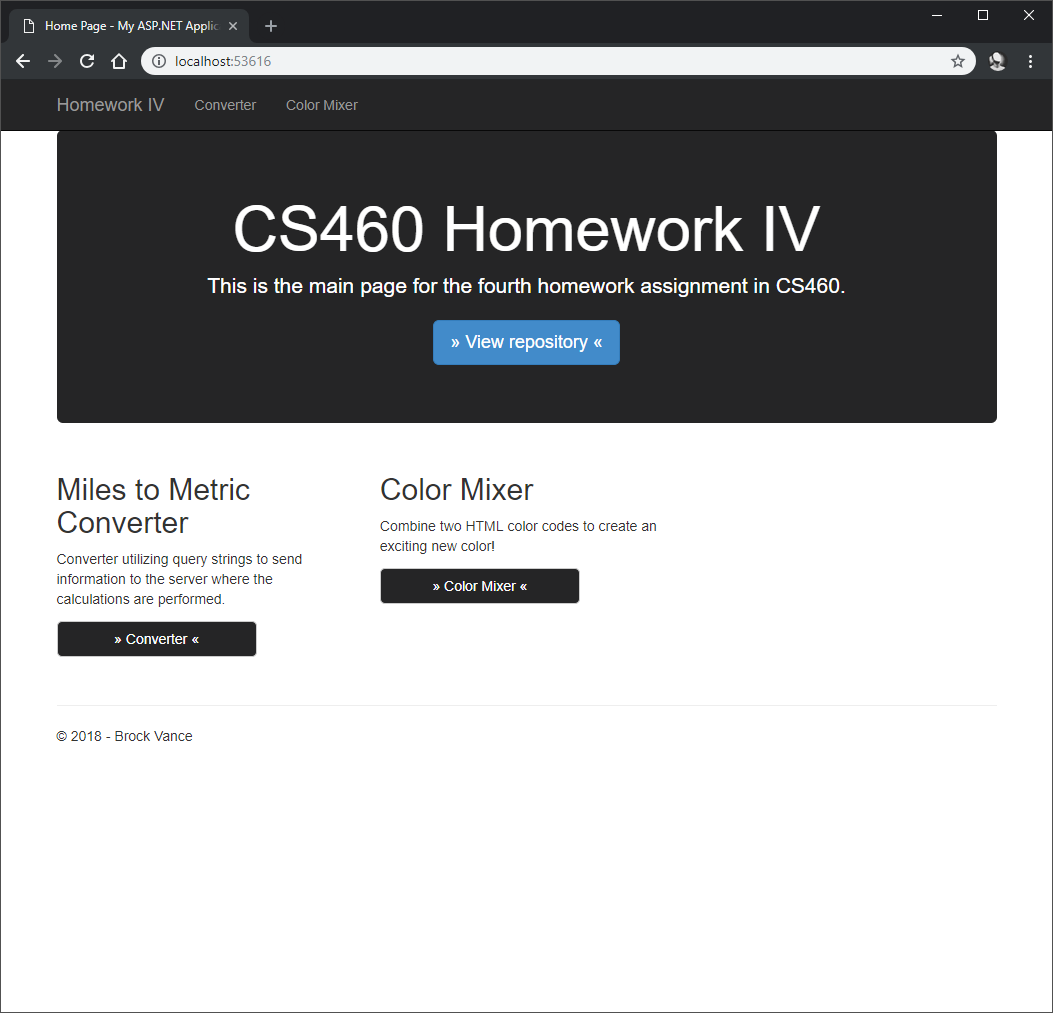 Home Page - My ASP.NET Applic
localhost:53616
Homework IV Converter Color Mixer
CS460 Homework IV
This is the main page for the fourth homework assignment in CS460.
» View repository «
Miles to Metric
Converter
Converter utilizing query strings to send
information to the server where the
calculations are performed.
» Converter «
Color Mixer
Combine two HTML color codes to create an
exciting new color!
» Color Mixer «
© 2018 - Brock Vance